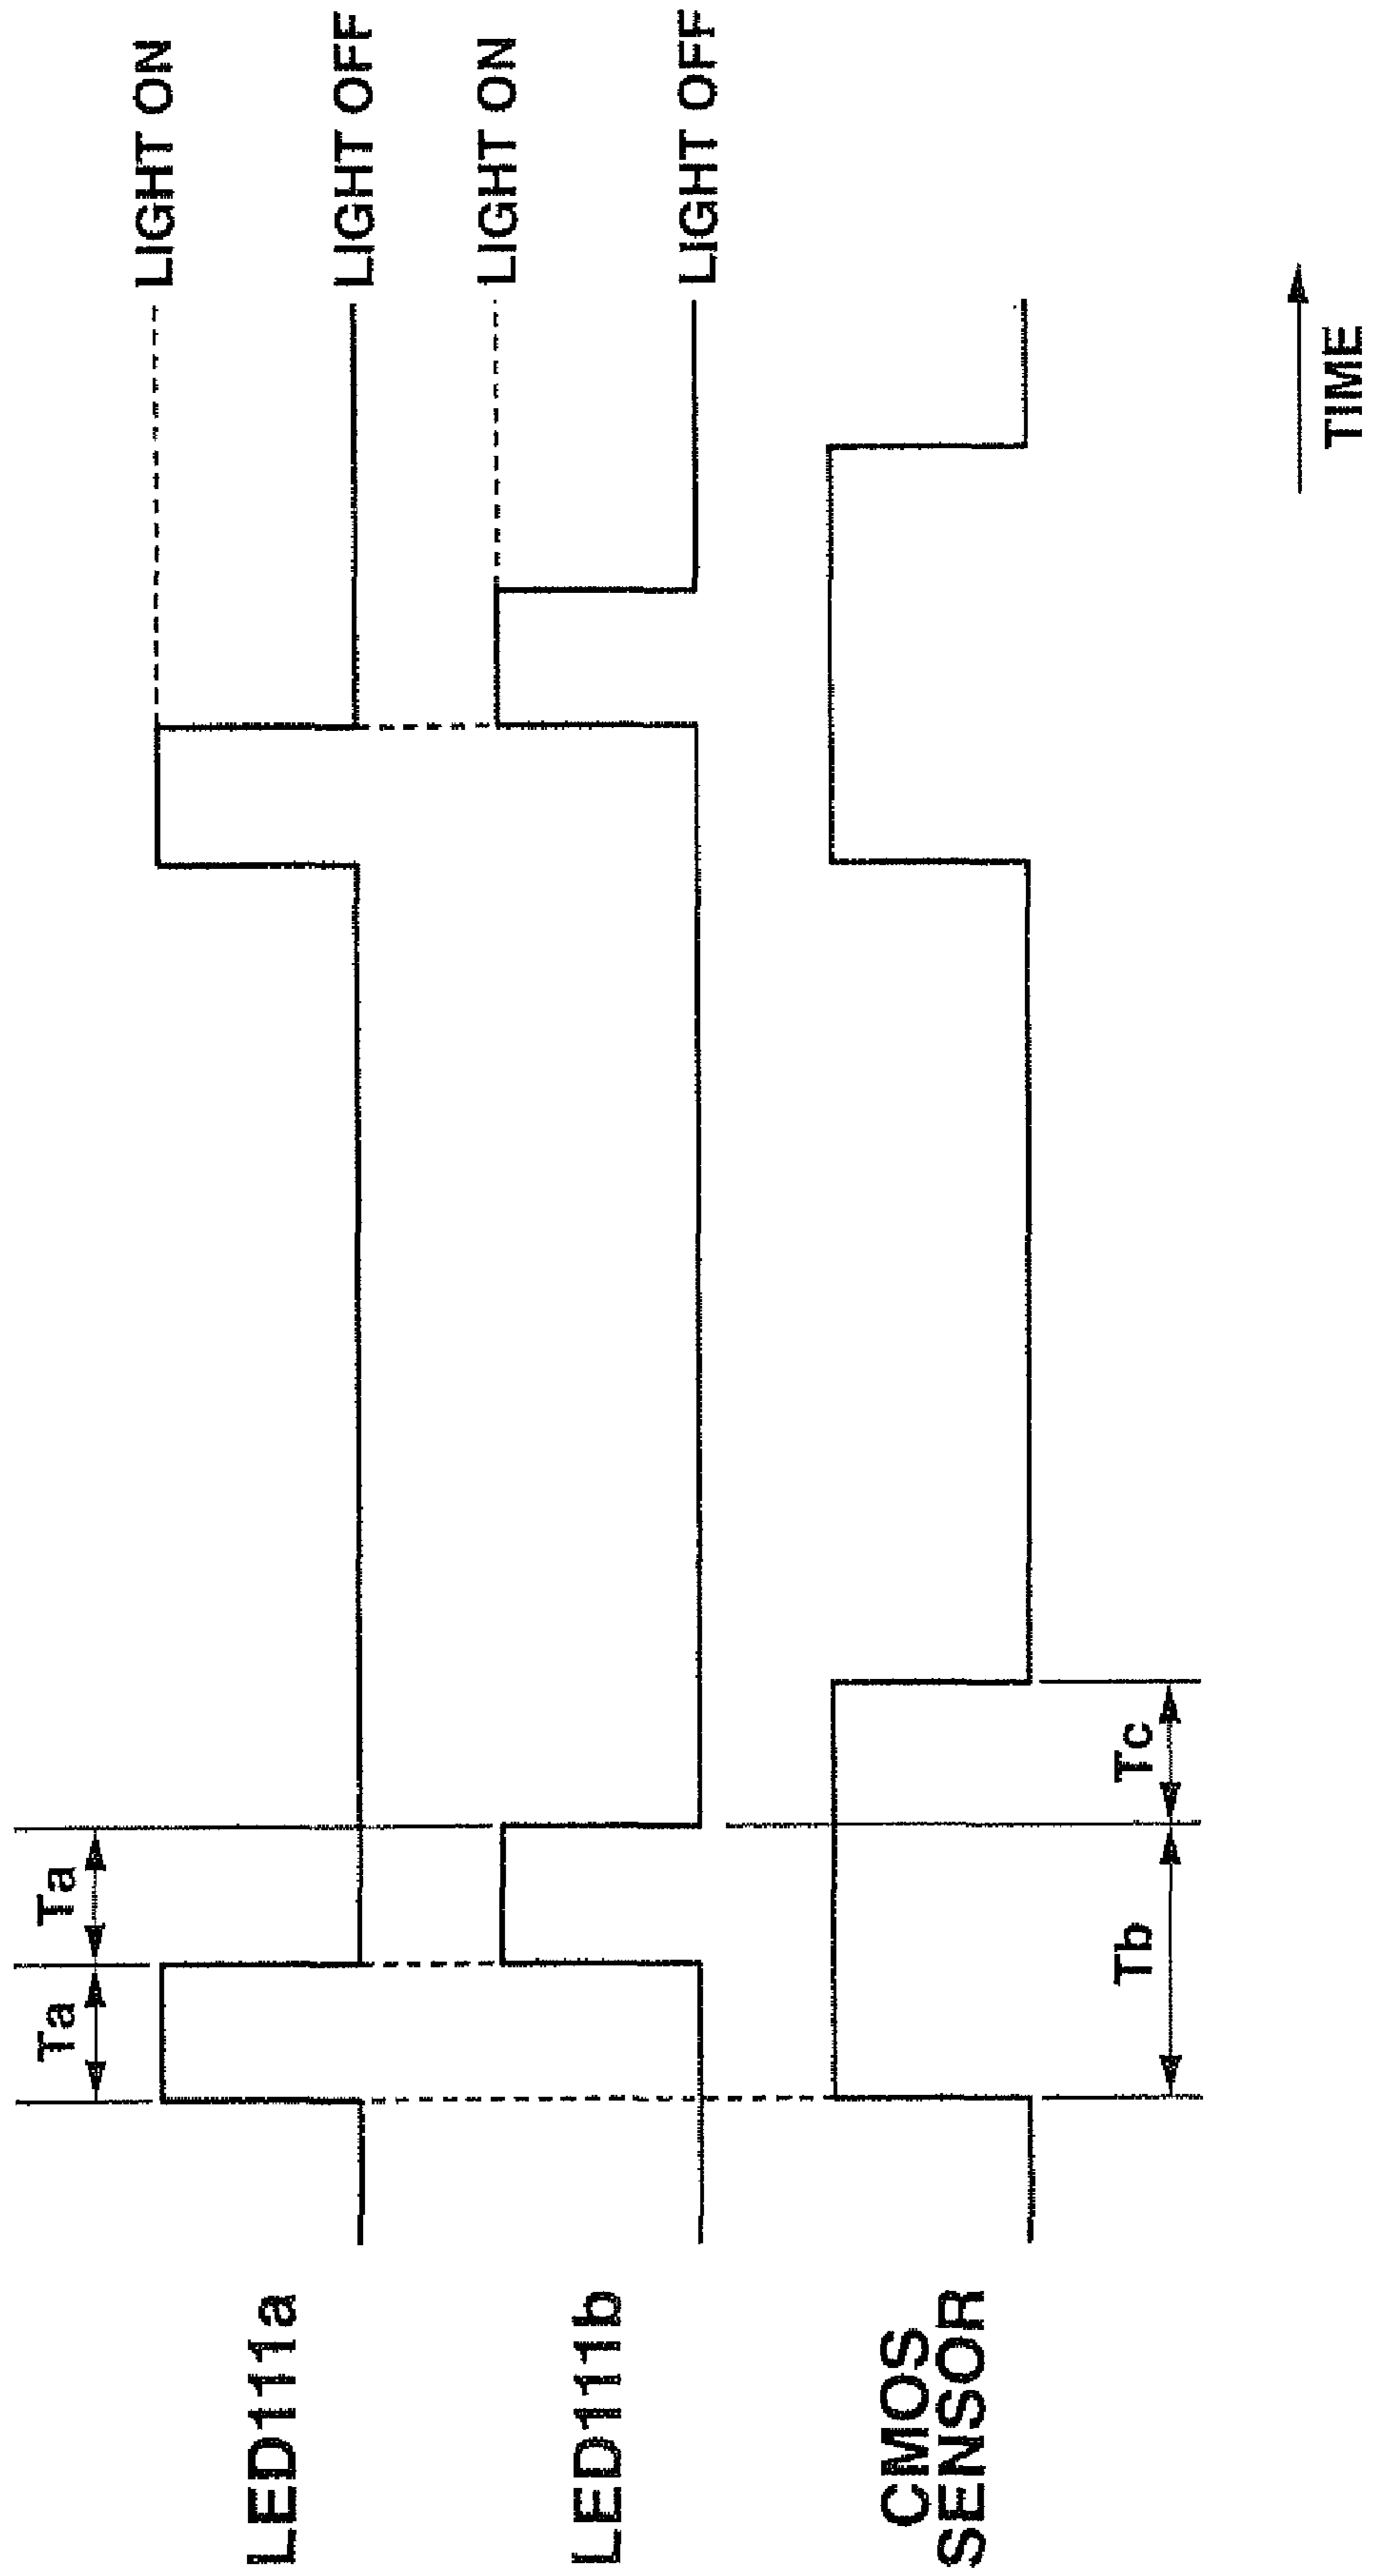 Ta
Ta
LED111a
LIGHT ON
LIGHT OFF
LED111b
LIGHT ON
LIGHT OFF
CMOS
SENSOR
Tb
Tc
TIME